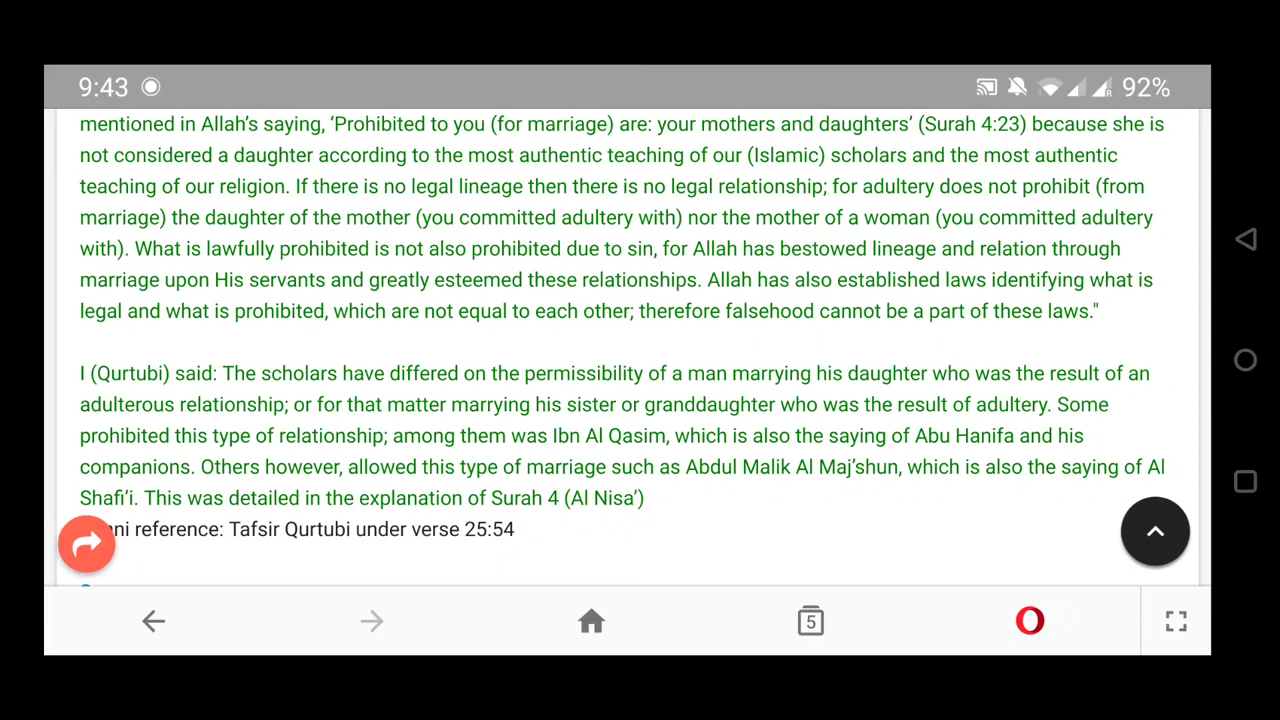 9:43
92%
mentioned in Allah’s saying, ‘Prohibited to you (for marriage) are: your mothers and daughters’ (Surah 4:23) because she is
not considered a daughter according to the most authentic teaching of our (Islamic) scholars and the most authentic
teaching of our religion. If there is no legal lineage then there is no legal relationship; for adultery does not prohibit (from
marriage) the daughter of the mother (you committed adultery with) nor the mother of a woman (you committed adultery
with). What is lawfully prohibited is not also prohibited due to sin, for Allah has bestowed lineage and relation through
marriage upon His servants and greatly esteemed these relationships. Allah has also established laws identifying what is
legal and what is prohibited, which are not equal to each other; therefore falsehood cannot be a part of these laws."
I (Qurtubi) said: The scholars have differed on the permissibility of a man marrying his daughter who was the result of an
adulterous relationship; or for that matter marrying his sister or granddaughter who was the result of adultery. Some
prohibited this type of relationship; among them was Ibn Al Qasim, which is also the saying of Abu Hanifa and his
companions. Others however, allowed this type of marriage such as Abdul Malik Al Maj’shun, which is also the saying of Al
Shafi’i. This was detailed in the explanation of Surah 4 (Al Nisa’)
reference: Tafsir Qurtubi under verse 25:54
5